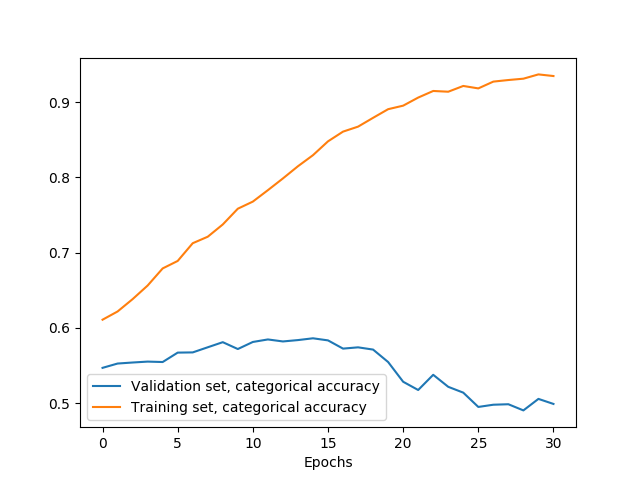 0.9
0.8
0.7
0.6
0.5
Validation set, categorical accuracy
Training set, categorical accuracy
0 5 10 15 20 25 30
Epochs